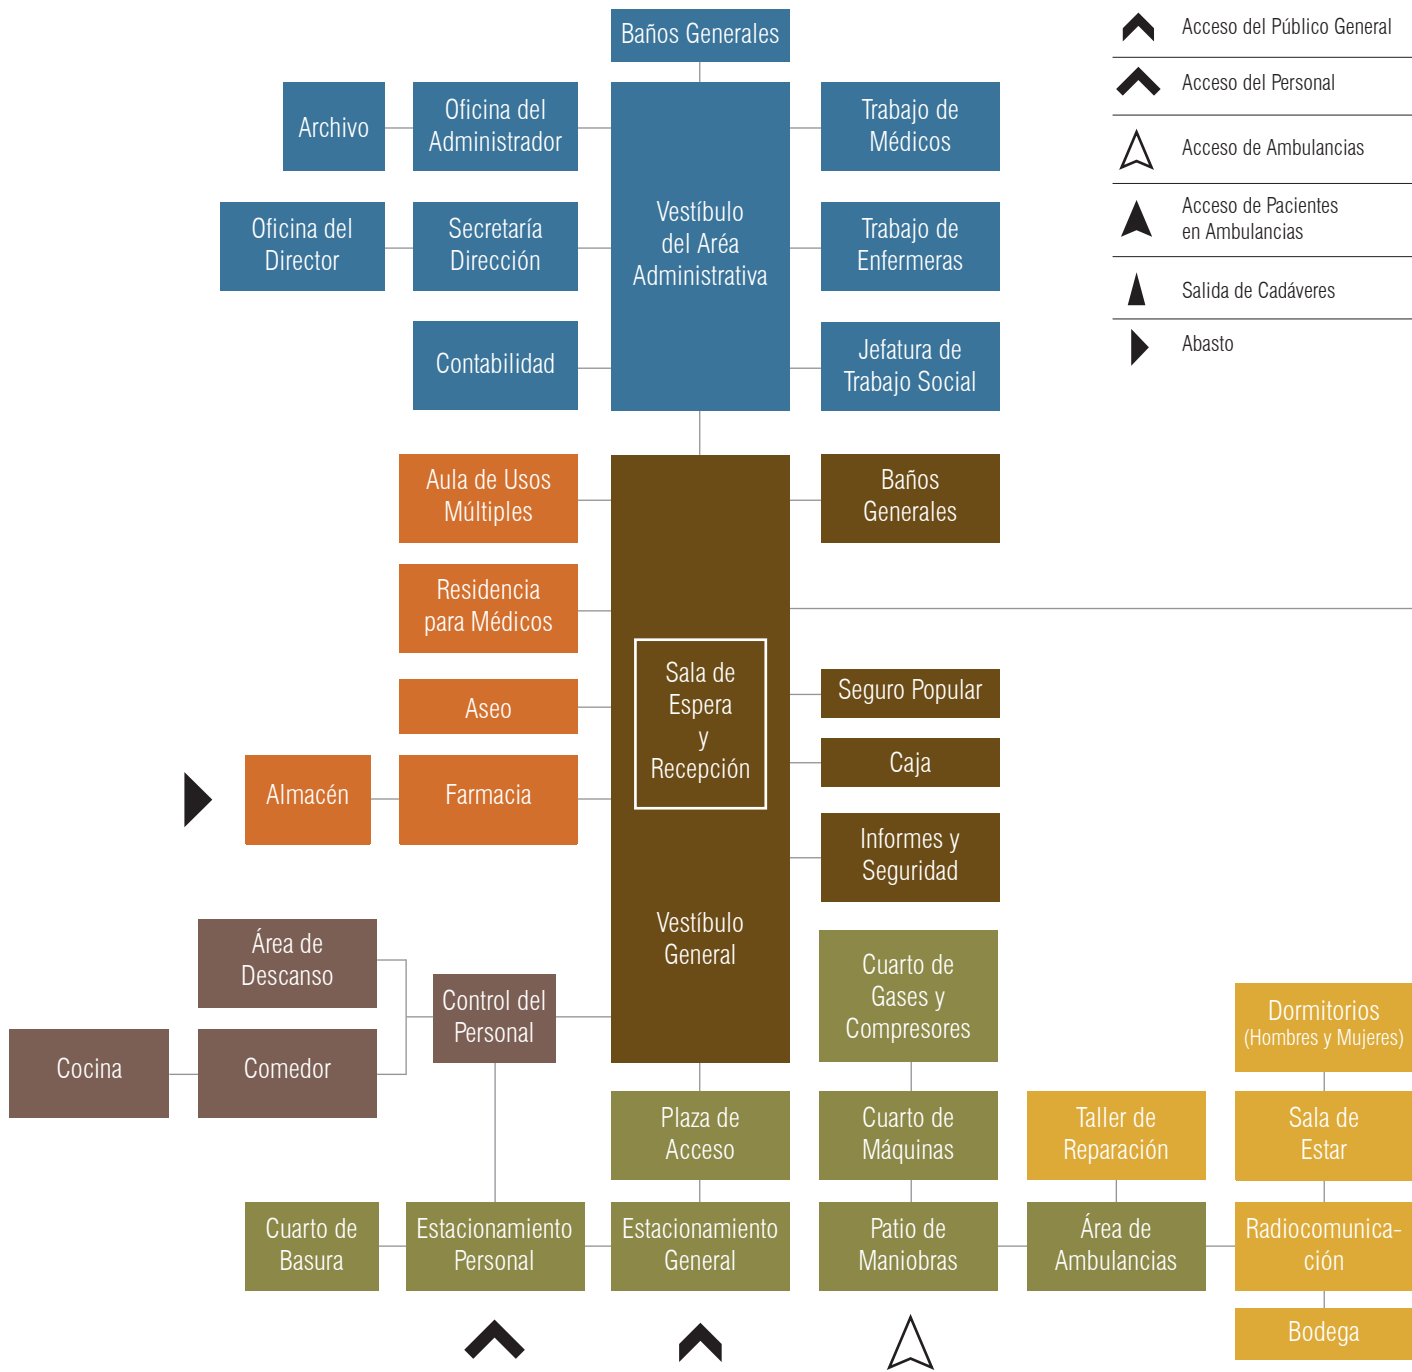 Baños Generales
Archivo
Oficina del
Administrador
Trabajo de
Médicos
Oficina del
Director
Secretaría
Dirección
Vestíbulo
del Aréa
Administrativa
Trabajo de
Enfermeras
Contabilidad
Jefatura de
Trabajo Social
Acceso del Público General
Acceso del Personal
Acceso de Ambulancias
Acceso de Pacientes
en Ambulancias
Salida de Cadáveres
Abasto
Aula de Usos
Múltiples
Baños
Generales
Residencia
para Médicos
Sala de
Espera
y
Recepción
Seguro Popular
Aseo
Caja
Almacén
Farmacia
Informes y
Seguridad
Vestíbulo
General
Área de
Descanso
Control del
Personal
Cocina
Comedor
Cuarto de
Gases y
Compresores
Dormitorios
(Hombres y Mujeres)
Plaza de
Acceso
Cuarto de
Máquinas
Taller de
Reparación
Sala de
Estar
Cuarto de
Basura
Estacionamiento
Personal
Estacionamiento
General
Patio de
Maniobras
Área de
Ambulancias
Radiocomunica-
ción
Bodega